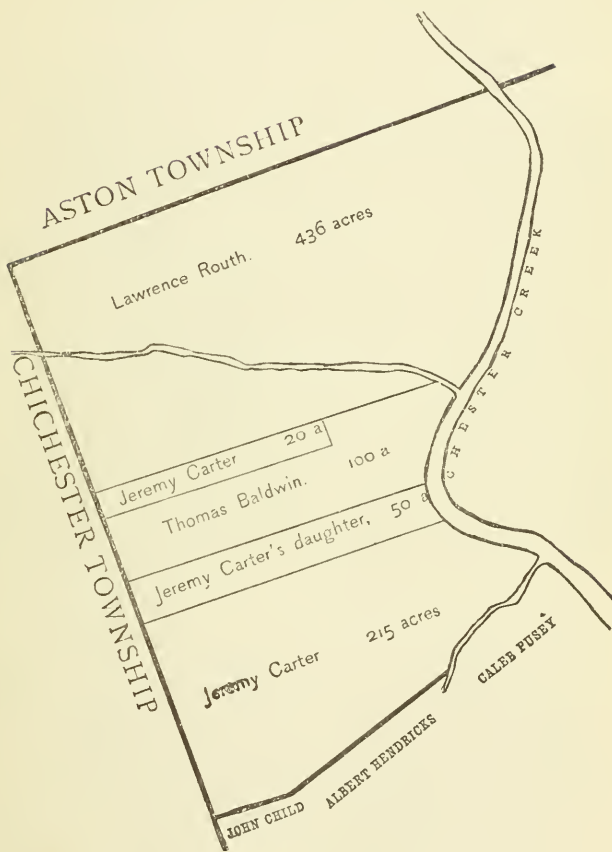 ASTON TOWNSHIP
Lawrence Routh. 436 acres
CHESTER CREEK
CHICHESTER TOWNSHIP
Jeremy Carter 20 a
Thomas Baldwin. 100 a
Jeremy Carter's daughter, 50 a
Jeremy Carter 215 acres
CALEB PUSEY
ALBERT HENDRICKS
JOHN CHILD